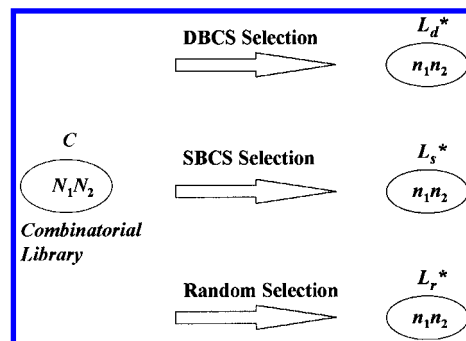 DBCS Selection
L_d*
n₁n₂
C
N₁N₂
Combinatorial
Library
SBCS Selection
L_s*
n₁n₂
Random Selection
L_r*
n₁n₂